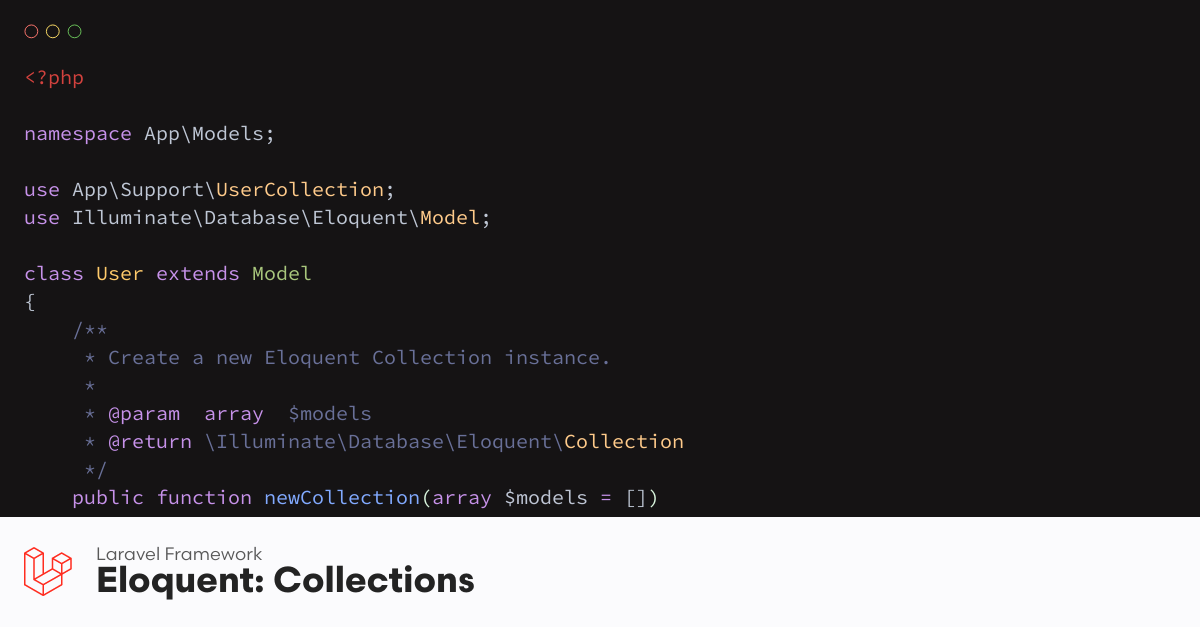 <?php

namespace App\Models;

use App\Support\UserCollection;
use Illuminate\Database\Eloquent\Model;

class User extends Model
{
    /**
     * Create a new Eloquent Collection instance.
     *
     * @param  array  $models
     * @return \Illuminate\Database\Eloquent\Collection
     */
    public function newCollection(array $models = [])
Laravel Framework
Eloquent: Collections